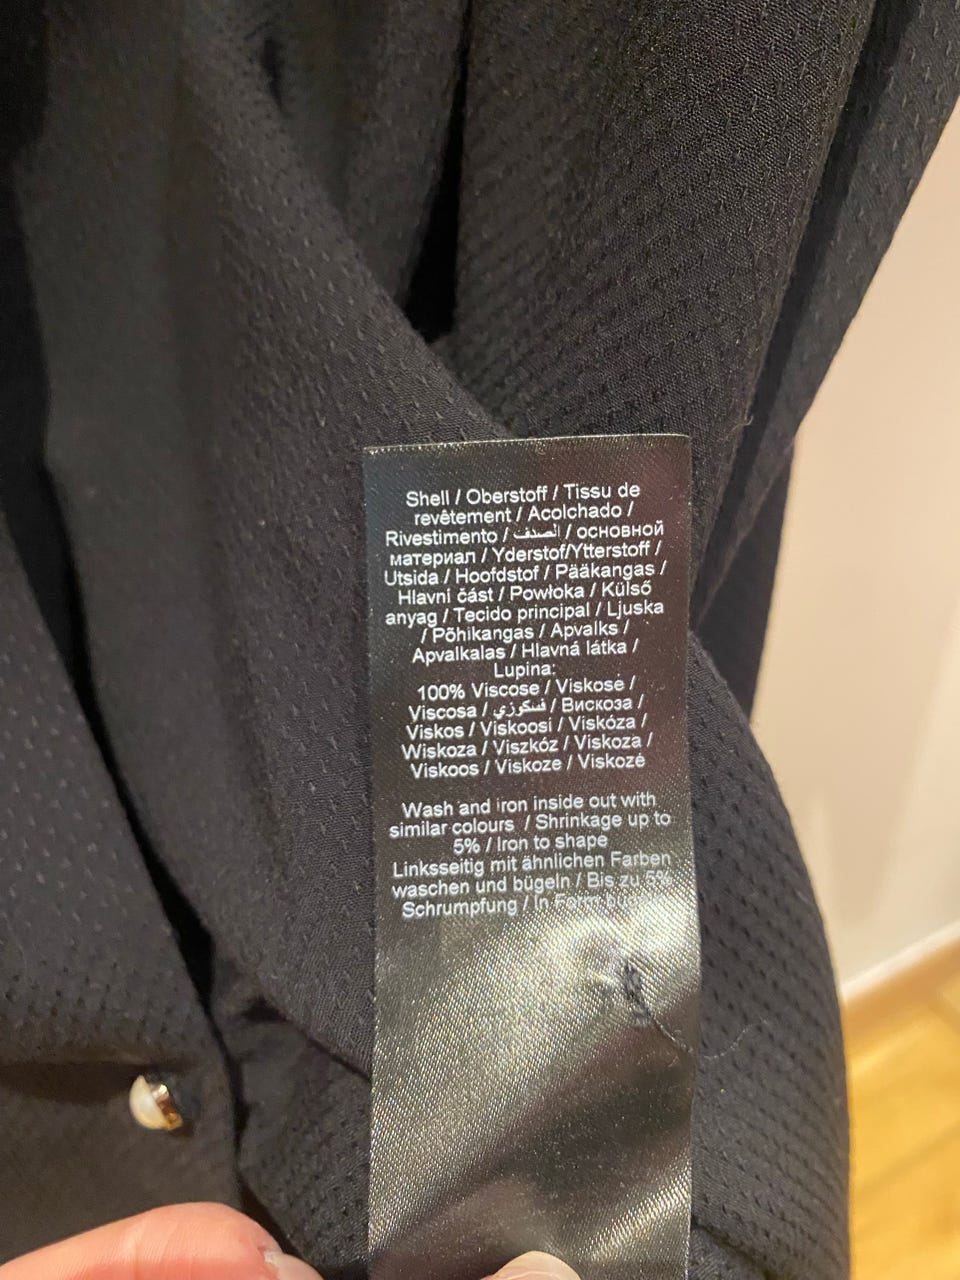 Shell / Oberstoff / Tissu de
revêtement / Acolchado /
Rivestimento / الصدف / основной
материал / Yderstof/Ytterstoff /
Utsida / Hoofdstof / Pääkangas /
Hlavní část / Powłoka / Külső
anyag / Tecido principal / Ljuska
/ Põhikangas / Apvalks /
Apvalkalas / Hlavná látka /
Lupina:
100% Viscose / Viskose /
Viscosa / فسكوزي / Вискоза /
Viskos / Viskoosi / Viskóza /
Wiskoza / Viszkóz / Viskoza /
Viskoos / Viskoze / Viskozė
Wash and iron inside out with
similar colours / Shrinkage up to
5% / Iron to shape
Linksseitig mit ähnlichen Farben
waschen und bügeln / Bis zu 5%
Schrumpfung / In Form